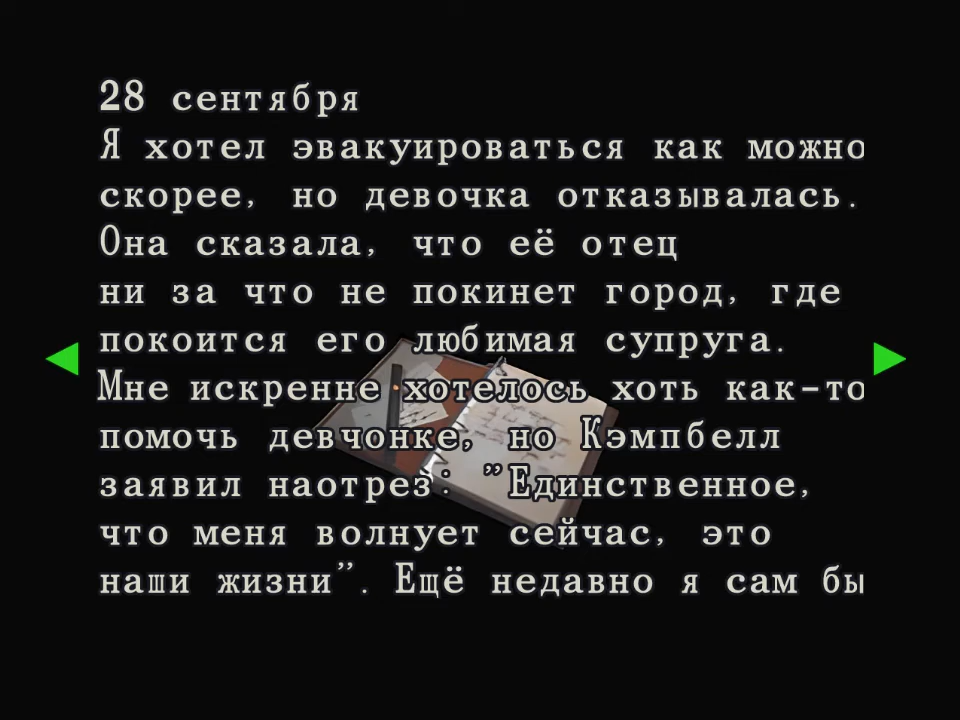 28 сентября
Я хотел эвакуироваться как можно
скорее, но девочка отказывалась.
Она сказала, что её отец
ни за что не покинет город, где
покоится его любимая супруга.
Мне искренне хотелось хоть как-то
помочь девчонке, но Кэмпбелл
заявил наотрез: ”Единственное,
что меня волнует сейчас, это
наши жизни”. Ещё недавно я сам бы